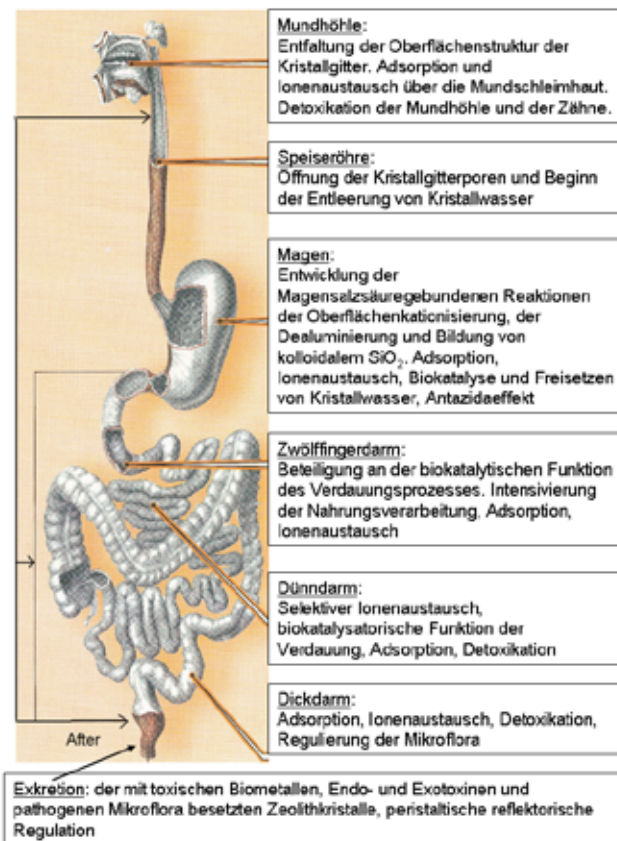 Mundhöhle:
Entfaltung der Oberflächenstruktur der
Kristallgitter. Adsorption und
Ionenaustausch über die Mundschleimhaut.
Detoxikation der Mundhöhle und der Zähne.
Speiseröhre:
Öffnung der Kristallgitterporen und Beginn
der Entleerung von Kristallwasser
Magen:
Entwicklung der
Magensalzsäuregebundenen Reaktionen
der Oberflächenkationisierung, der
Dealuminierung und Bildung von
kolloidalem SiO₂. Adsorption,
Ionenaustausch, Biokatalyse und Freisetzen
von Kristallwasser, Antazidaeffekt
Zwölffingerdarm:
Beteiligung an der biokatalytischen Funktion
des Verdauungsprozesses. Intensivierung
der Nahrungsverarbeitung, Adsorption,
Ionenaustausch
Dünndarm:
Selektiver Ionenaustausch,
biokatalysatorische Funktion der
Verdauung, Adsorption, Detoxikation
Dickdarm:
Adsorption, Ionenaustausch, Detoxikation,
Regulierung der Mikroflora
After
Exkretion: der mit toxischen Biometallen, Endo- und Exotoxinen und
pathogenen Mikroflora besetzten Zeolithkristalle, peristaltische reflektorische
Regulation